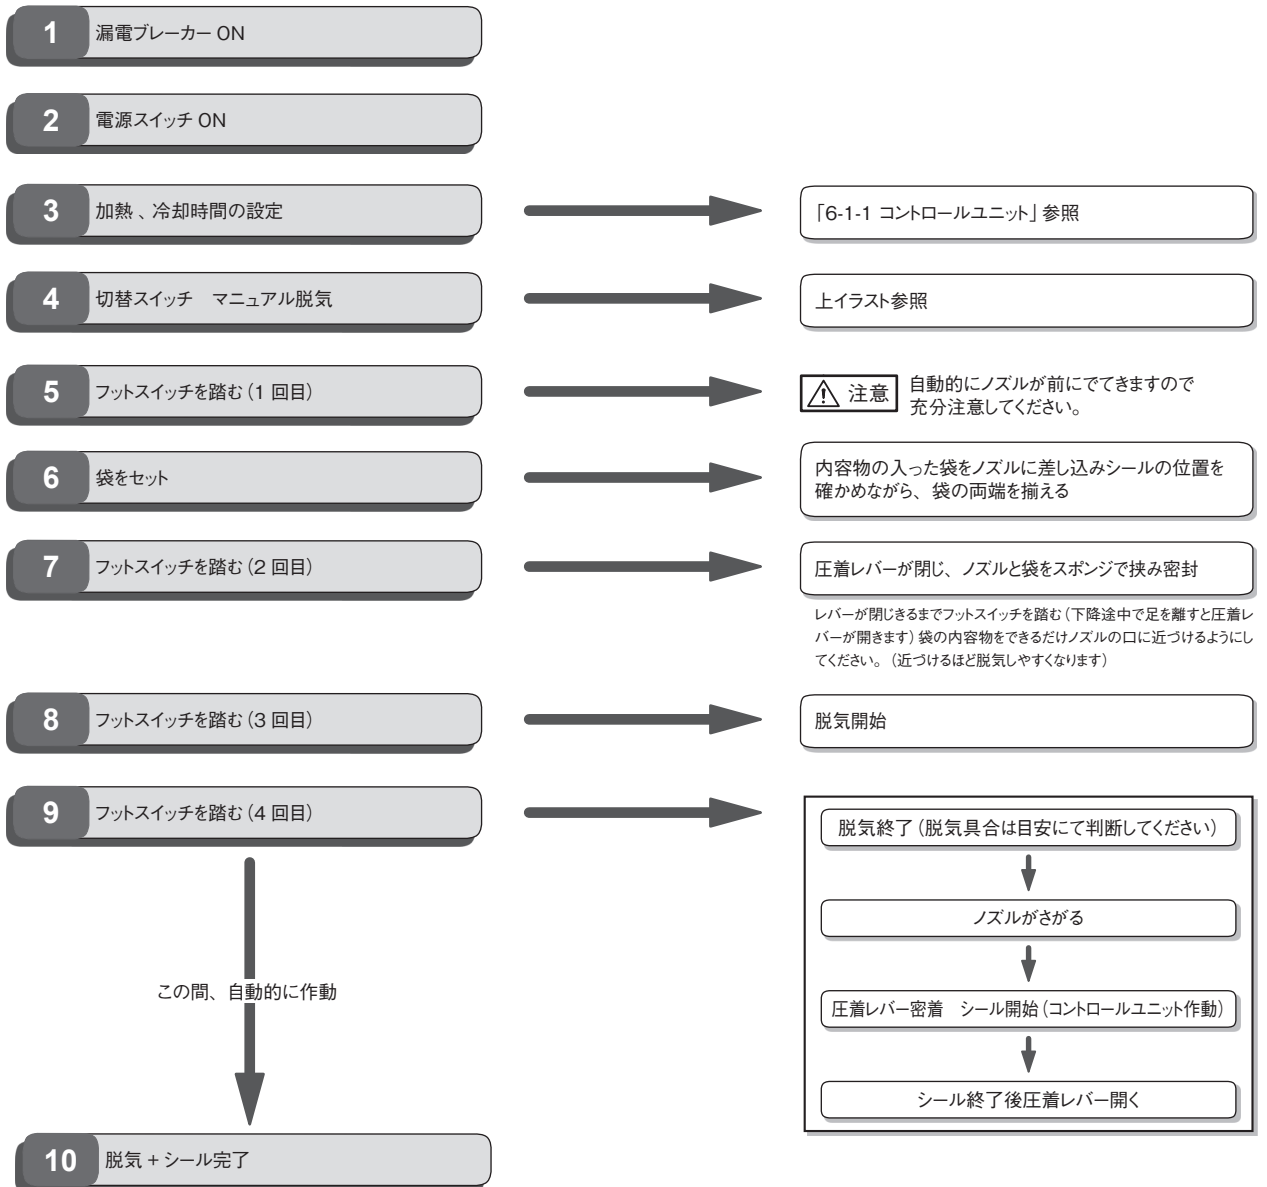 1 漏電ブレーカー ON
2 電源スイッチ ON
3 加熱、冷却時間の設定
「6-1-1 コントロールユニット」参照
4 切替スイッチ　マニュアル脱気
上イラスト参照
5 フットスイッチを踏む（1 回目）
注意 自動的にノズルが前にでてきますので
充分注意してください。
6 袋をセット
内容物の入った袋をノズルに差し込みシールの位置を
確かめながら、袋の両端を揃える
7 フットスイッチを踏む（2 回目）
圧着レバーが閉じ、ノズルと袋をスポンジで挟み密封
レバーが閉じきるまでフットスイッチを踏む（下降途中で足を離すと圧着レ
バーが開きます）袋の内容物をできるだけノズルの口に近づけるようにし
てください。（近づけるほど脱気しやすくなります）
8 フットスイッチを踏む（3 回目）
脱気開始
9 フットスイッチを踏む（4 回目）
脱気終了（脱気具合は目安にて判断してください）
ノズルがさがる
この間、自動的に作動
圧着レバー密着　シール開始（コントロールユニット作動）
シール終了後圧着レバー開く
10 脱気 + シール完了